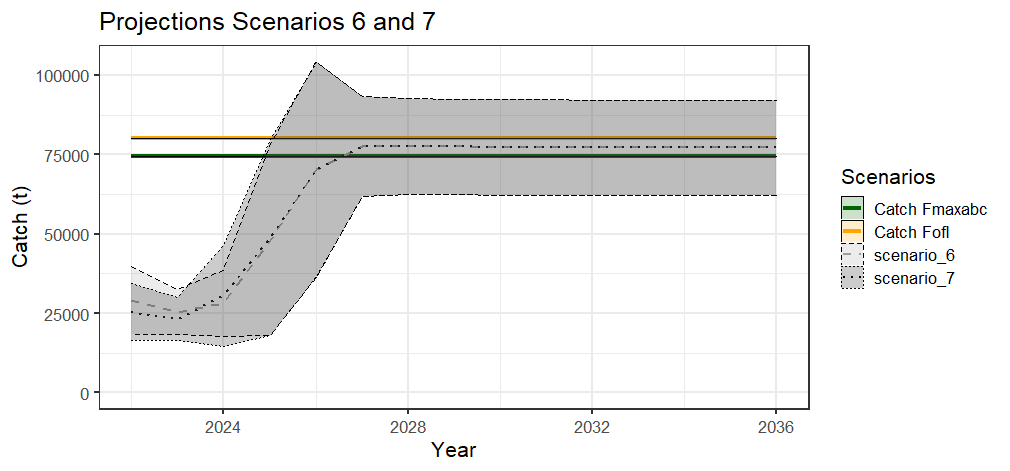 Projections Scenarios 6 and 7
Catch (t)
100000
75000
50000
25000
0
2024
2028
2032
2036
Year
Scenarios
Catch Fmaxabc
Catch Fofl
scenario_6
scenario_7